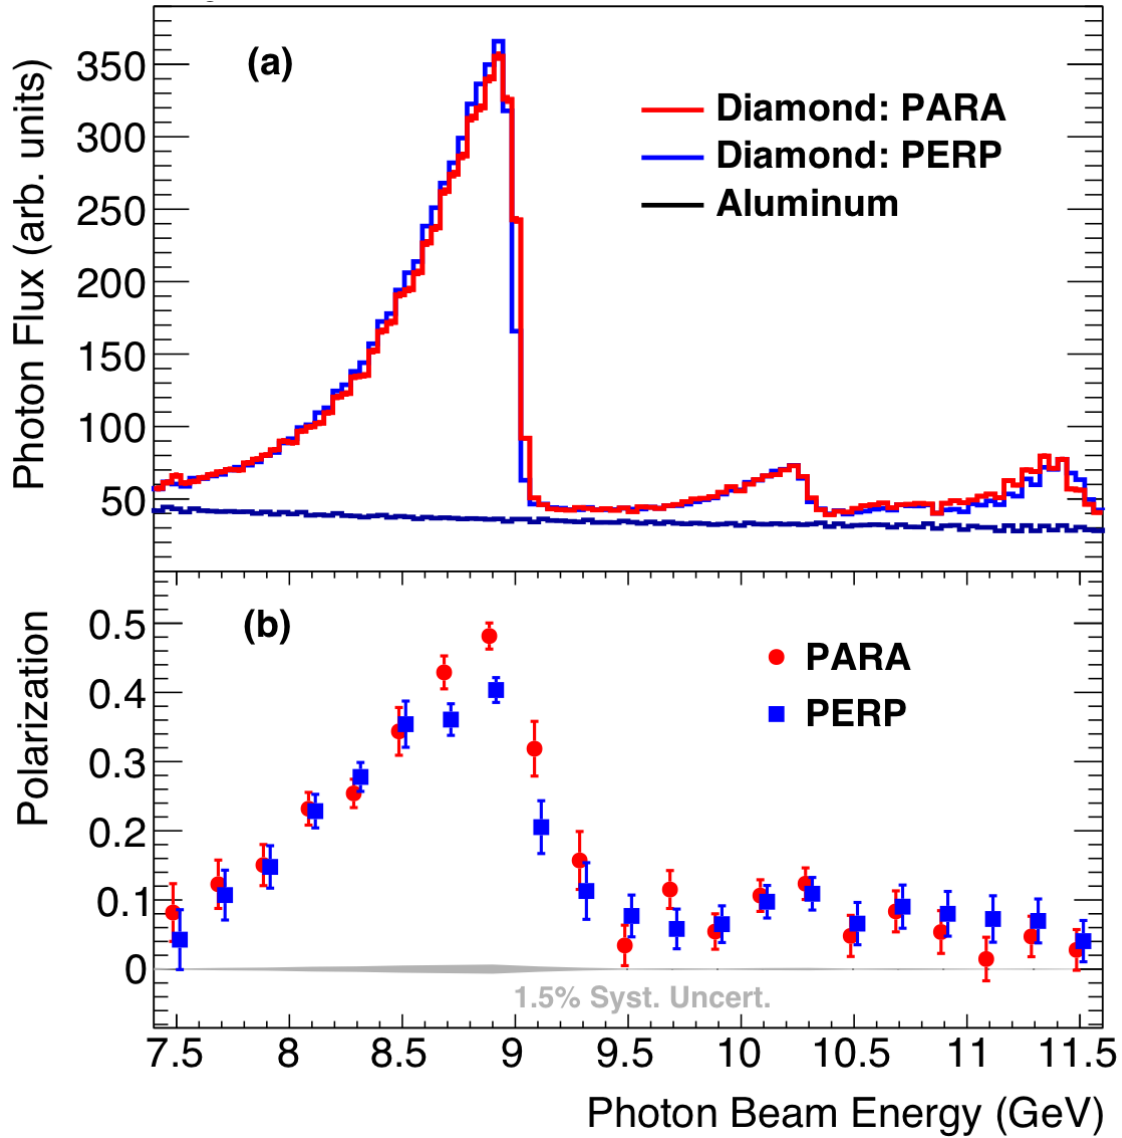 (a)
Photon Flux (arb. units)
350
300
250
200
150
100
50
Diamond: PARA
Diamond: PERP
Aluminum
(b)
Polarization
0.5
0.4
0.3
0.2
0.1
0
PARA
PERP
1.5% Syst. Uncert.
7.5 8 8.5 9 9.5 10 10.5 11 11.5
Photon Beam Energy (GeV)